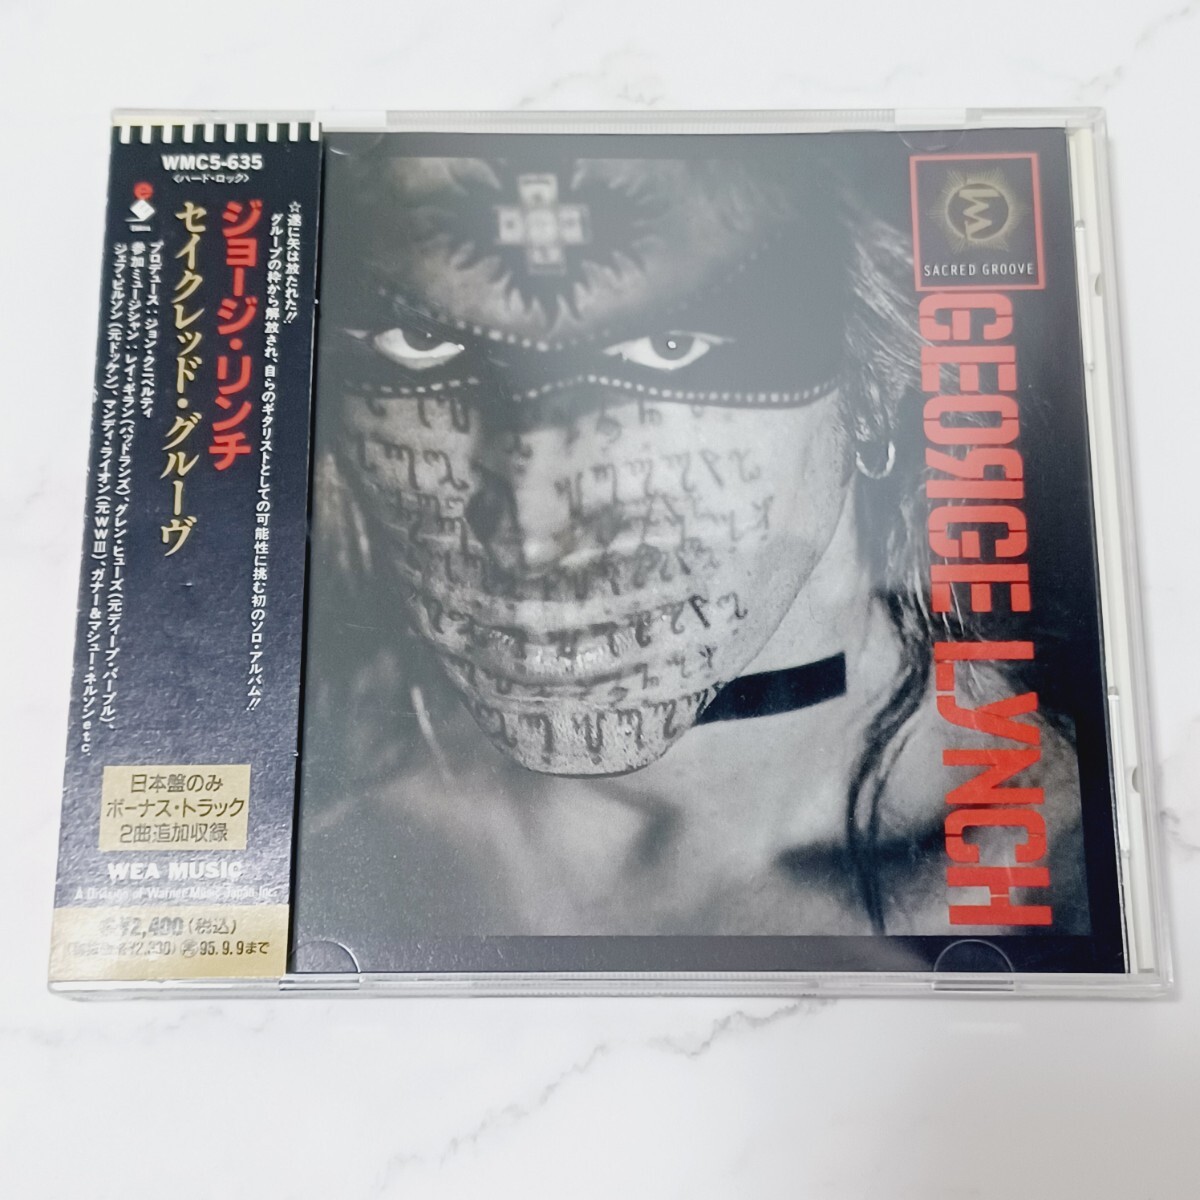 WMC5-635
〈ハード・ロック〉
☆遂に矢は放たれた!!
グループの枠から解放され、自らのギタリストとしての可能性に挑む初のソロ・アルバム!!
ジョージ・リンチ
セイクレッド・グルーヴ
プロデュース：ジョン・クニベルティ
参加ミュージシャン：レイ・ギラン(バッドランズ)、グレン・ヒューズ(元ディープ・パープル)、
ジェフ・ピルソン(元ドッケン)、マンディ・ライオン(元WWⅢ)、ガナー&マシュー・ネルソンetc.
日本盤のみ
ボーナス・トラック
2曲追加収録
WEA MUSIC
A Division of Warner Music Japan Inc.
¥2,400(税込)
95.9.9まで
SACRED GROOVE
GEORGE LYNCH